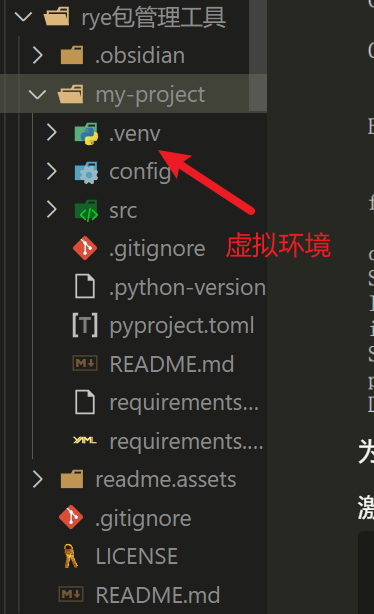 rye包管理工具
.obsidian
my-project
.venv
config
src
虚拟环境
.gitignore
.python-version
pyproject.toml
README.md
requirements...
requirements....
readme.assets
.gitignore
LICENSE
README.md